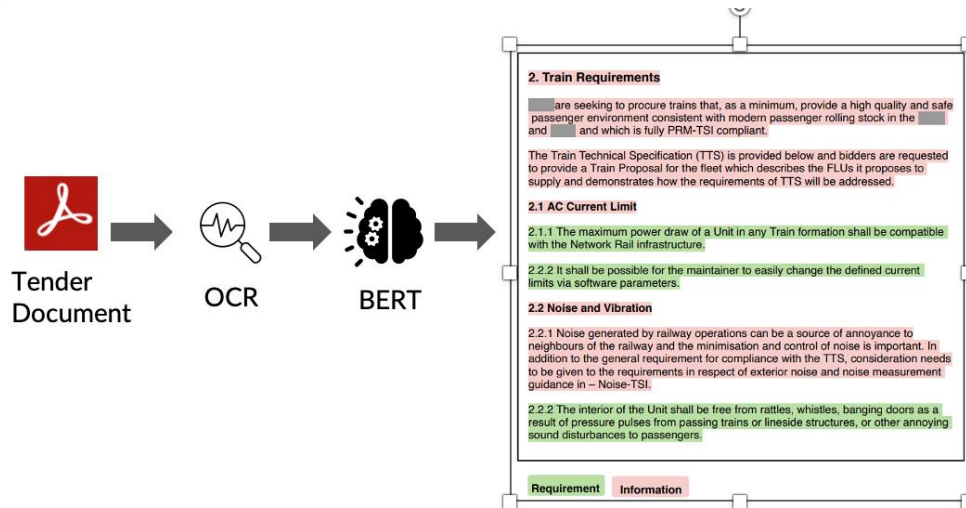 Tender
Document
OCR
BERT
2. Train Requirements
are seeking to procure trains that, as a minimum, provide a high quality and safe
passenger environment consistent with modern passenger rolling stock in the
and and which is fully PRM-TSI compliant.
The Train Technical Specification (TTS) is provided below and bidders are requested
to provide a Train Proposal for the fleet which describes the FLUs it proposes to
supply and demonstrates how the requirements of TTS will be addressed.
2.1 AC Current Limit
2.1.1 The maximum power draw of a Unit in any Train formation shall be compatible
with the Network Rail infrastructure.
2.2.2 It shall be possible for the maintainer to easily change the defined current
limits via software parameters.
2.2 Noise and Vibration
2.2.1 Noise generated by railway operations can be a source of annoyance to
neighbours of the railway and the minimisation and control of noise is important. In
addition to the general requirement for compliance with the TTS, consideration needs
to be given to the requirements in respect of exterior noise and noise measurement
guidance in – Noise-TSI.
2.2.2 The interior of the Unit shall be free from rattles, whistles, banging doors as a
result of pressure pulses from passing trains or lineside structures, or other annoying
sound disturbances to passengers.
Requirement Information